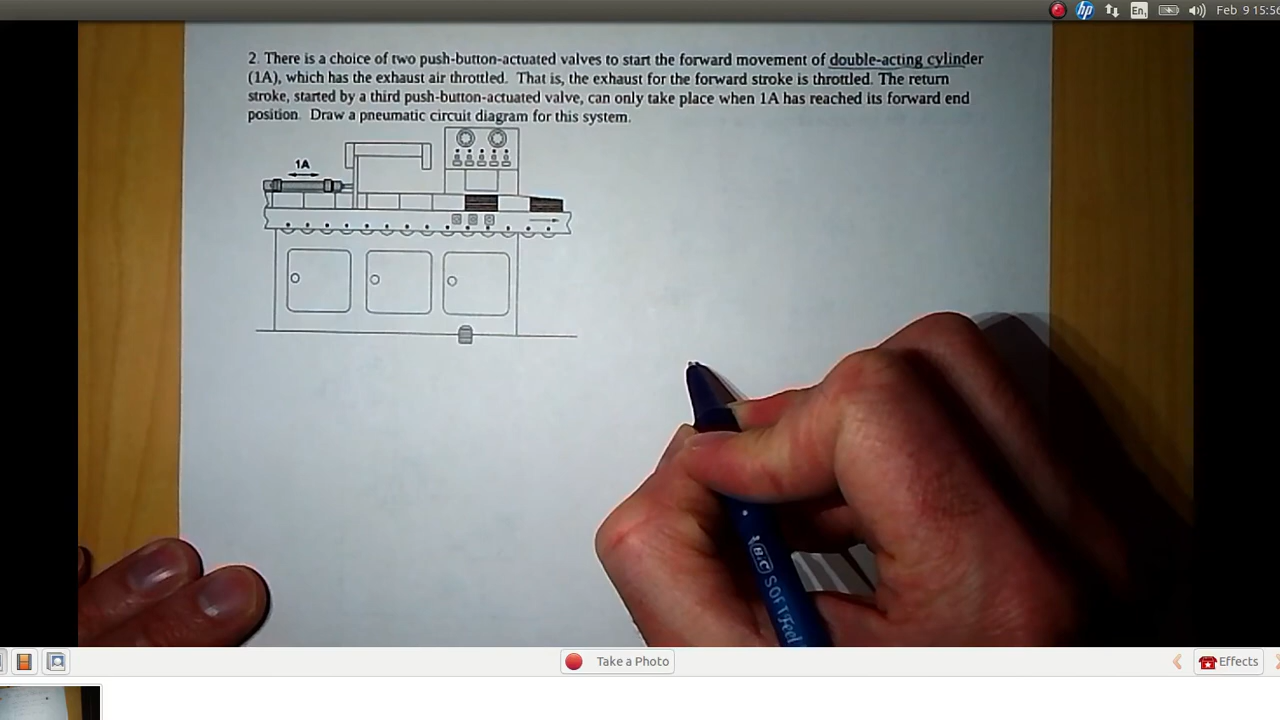 hp En₁ Feb 9 15:56
2. There is a choice of two push-button-actuated valves to start the forward movement of double-acting cylinder
(1A), which has the exhaust air throttled. That is, the exhaust for the forward stroke is throttled. The return
stroke, started by a third push-button-actuated valve, can only take place when 1A has reached its forward end
position. Draw a pneumatic circuit diagram for this system.
1A
BiC SOFTFeel
Take a Photo
Effects